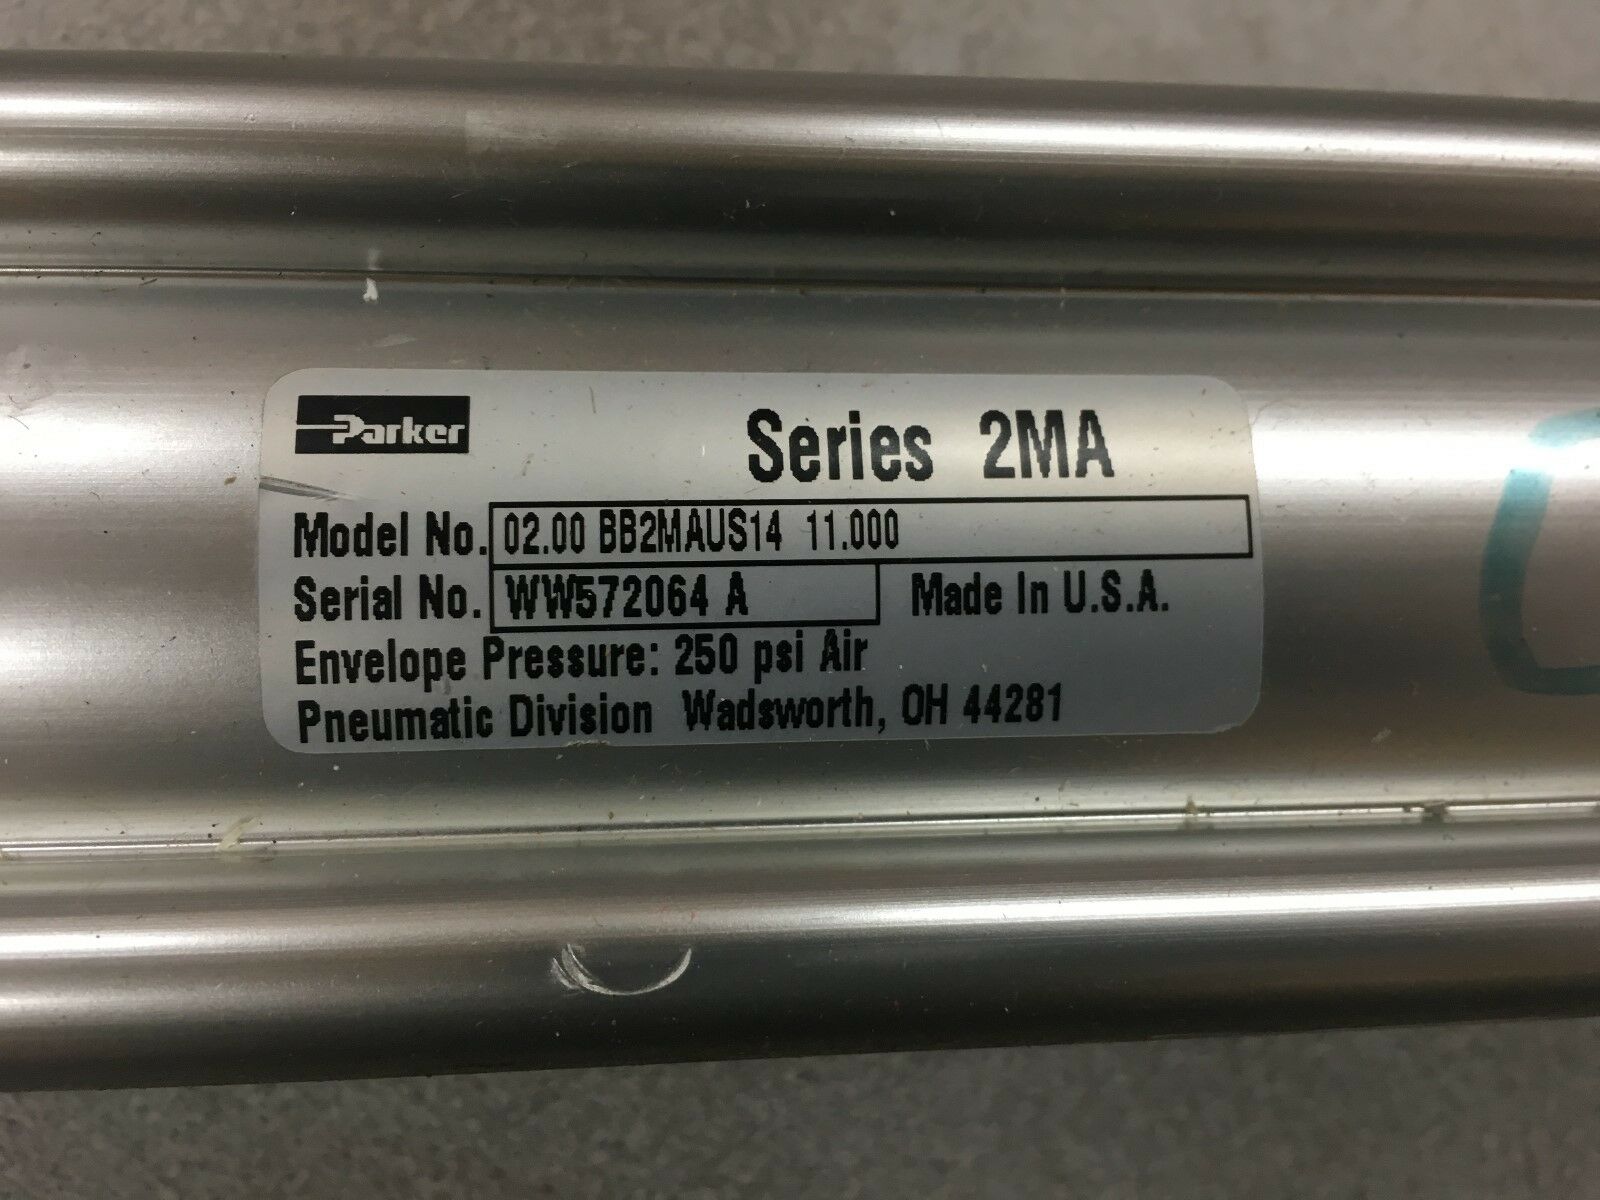 Parker
Series 2MA
Model No. 02.00 BB2MAUS14 11.000
Serial No. WW572064 A Made In U.S.A.
Envelope Pressure: 250 psi Air
Pneumatic Division Wadsworth, OH 44281